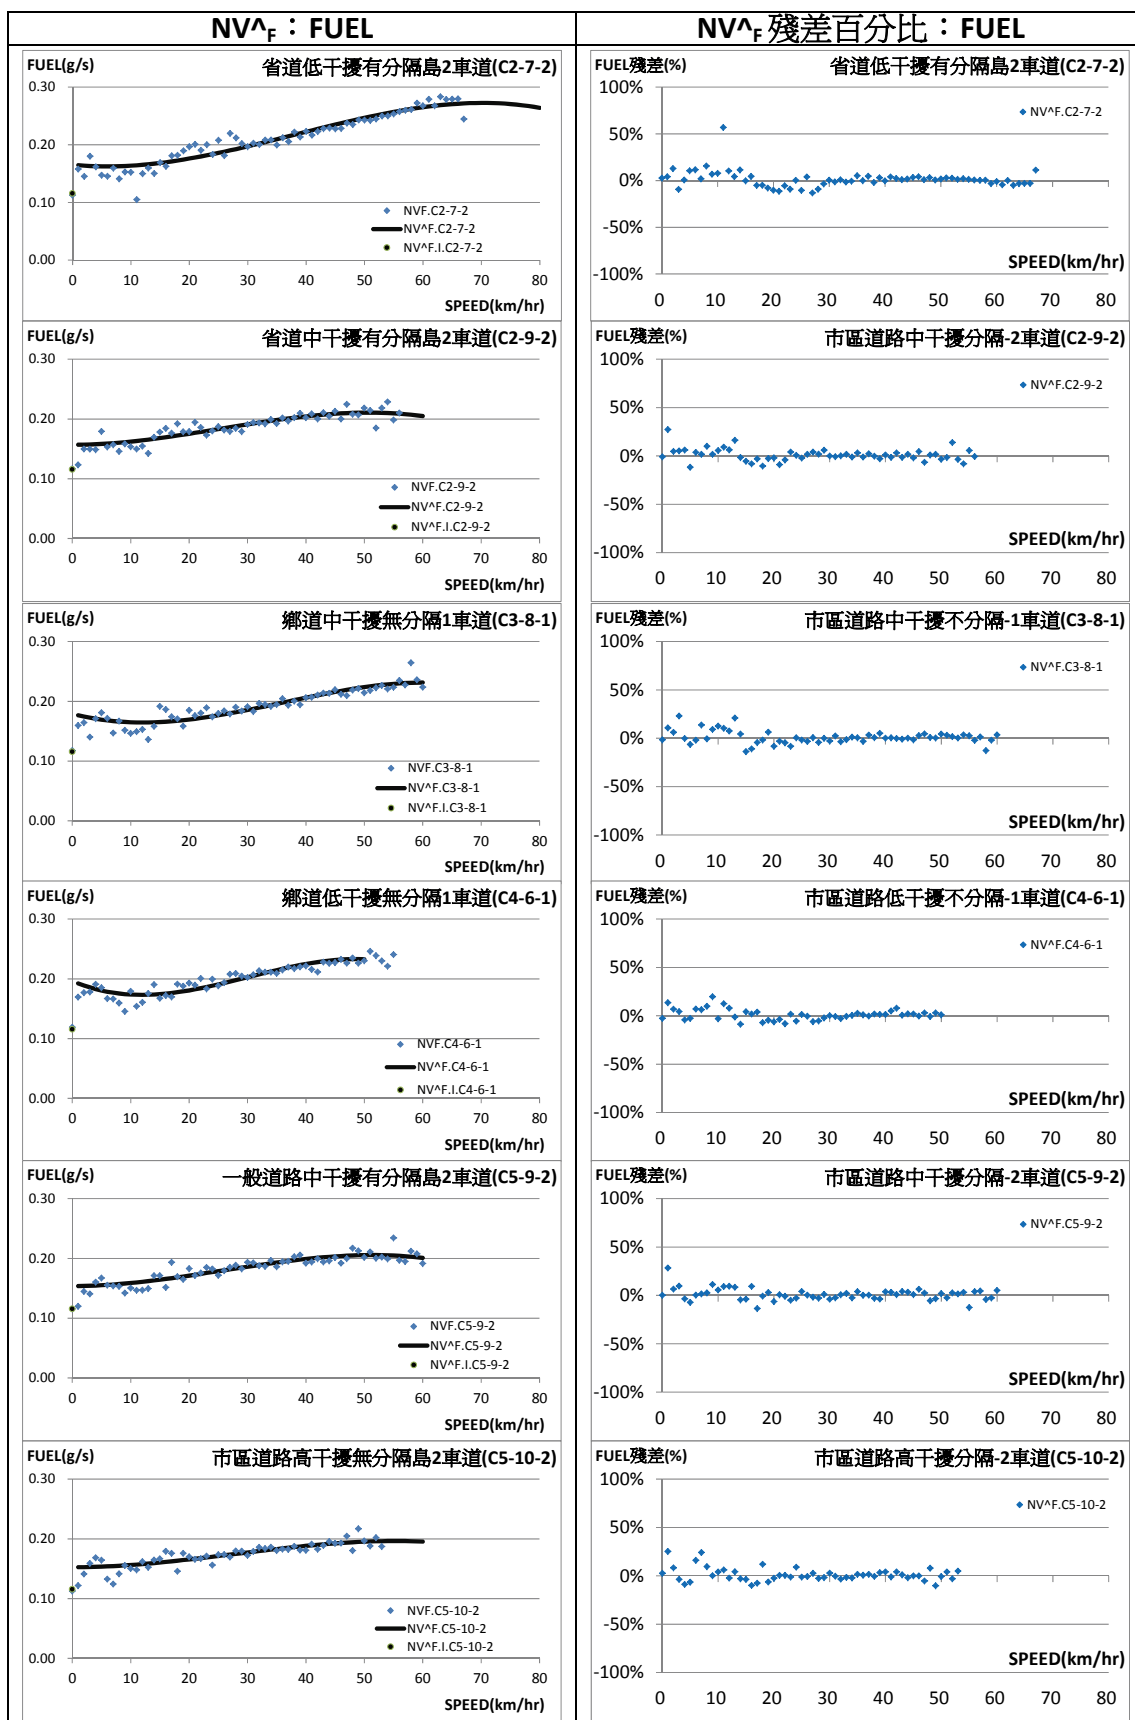 NV^F：FUEL
NV^F 殘差百分比：FUEL
FUEL(g/s)
省道低干擾有分隔島2車道(C2-7-2)
0.30
0.20
0.10
0.00
NVF.C2-7-2
NV^F.C2-7-2
NV^F.I.C2-7-2
0 10 20 30 40 50 60 70 80
SPEED(km/hr)
FUEL殘差(%)
省道低干擾有分隔島2車道(C2-7-2)
100%
50%
0%
-50%
-100%
NV^F.C2-7-2
SPEED(km/hr)
0 10 20 30 40 50 60 70 80
FUEL(g/s)
省道中干擾有分隔島2車道(C2-9-2)
0.30
0.20
0.10
0.00
NVF.C2-9-2
NV^F.C2-9-2
NV^F.I.C2-9-2
0 10 20 30 40 50 60 70 80
SPEED(km/hr)
FUEL殘差(%)
市區道路中干擾分隔-2車道(C2-9-2)
100%
50%
0%
-50%
-100%
NV^F.C2-9-2
SPEED(km/hr)
0 10 20 30 40 50 60 70 80
FUEL(g/s)
鄉道中干擾無分隔1車道(C3-8-1)
0.30
0.20
0.10
0.00
NVF.C3-8-1
NV^F.C3-8-1
NV^F.I.C3-8-1
0 10 20 30 40 50 60 70 80
SPEED(km/hr)
FUEL殘差(%)
市區道路中干擾不分隔-1車道(C3-8-1)
100%
50%
0%
-50%
-100%
NV^F.C3-8-1
SPEED(km/hr)
0 10 20 30 40 50 60 70 80
FUEL(g/s)
鄉道低干擾無分隔1車道(C4-6-1)
0.30
0.20
0.10
0.00
NVF.C4-6-1
NV^F.C4-6-1
NV^F.I.C4-6-1
0 10 20 30 40 50 60 70 80
SPEED(km/hr)
FUEL殘差(%)
市區道路低干擾不分隔-1車道(C4-6-1)
100%
50%
0%
-50%
-100%
NV^F.C4-6-1
SPEED(km/hr)
0 10 20 30 40 50 60 70 80
FUEL(g/s)
一般道路中干擾有分隔島2車道(C5-9-2)
0.30
0.20
0.10
0.00
NVF.C5-9-2
NV^F.C5-9-2
NV^F.I.C5-9-2
0 10 20 30 40 50 60 70 80
SPEED(km/hr)
FUEL殘差(%)
市區道路中干擾分隔-2車道(C5-9-2)
100%
50%
0%
-50%
-100%
NV^F.C5-9-2
SPEED(km/hr)
0 10 20 30 40 50 60 70 80
FUEL(g/s)
市區道路高干擾無分隔島2車道(C5-10-2)
0.30
0.20
0.10
0.00
NVF.C5-10-2
NV^F.C5-10-2
NV^F.I.C5-10-2
0 10 20 30 40 50 60 70 80
SPEED(km/hr)
FUEL殘差(%)
市區道路高干擾分隔-2車道(C5-10-2)
100%
50%
0%
-50%
-100%
NV^F.C5-10-2
SPEED(km/hr)
0 10 20 30 40 50 60 70 80